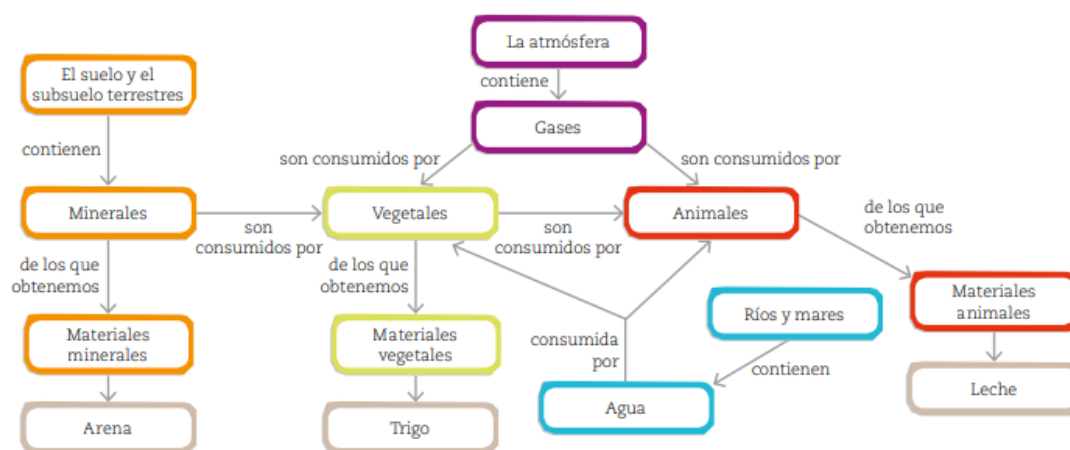 La atmósfera
contiene
Gases
El suelo y el
subsuelo terrestres
contienen
son consumidos por
son consumidos por
Minerales
son
consumidos por
Vegetales
son
consumidos por
Animales
de los que
obtenemos
de los que
obtenemos
de los que
obtenemos
Materiales
minerales
Materiales
vegetales
consumida
por
Ríos y mares
contienen
Materiales
animales
Arena
Trigo
Agua
Leche